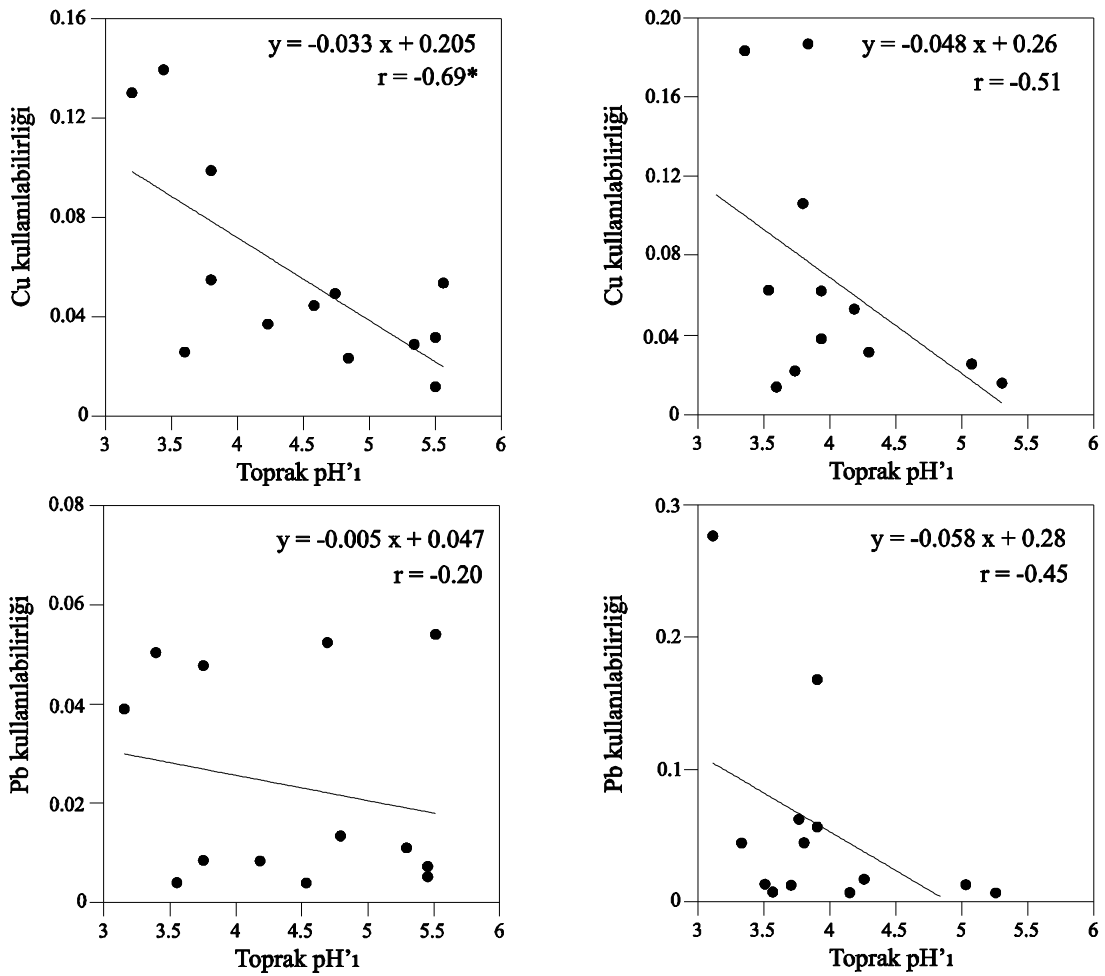 0.16
0.12
0.08
0.04
0
Cu kullanılabilirliği
y = -0.033 x + 0.205
r = -0.69*
3 3.5 4 4.5 5 5.5 6
Toprak pH'ı
0.20
0.16
0.12
0.08
0.04
0
Cu kullanılabilirliği
y = -0.048 x + 0.26
r = -0.51
3 3.5 4 4.5 5 5.5 6
Toprak pH'ı
0.08
0.06
0.04
0.02
0
Pb kullanılabilirliği
y = -0.005 x + 0.047
r = -0.20
3 3.5 4 4.5 5 5.5 6
Toprak pH'ı
0.3
0.2
0.1
0
Pb kullanılabilirliği
y = -0.058 x + 0.28
r = -0.45
3 3.5 4 4.5 5 5.5 6
Toprak pH'ı